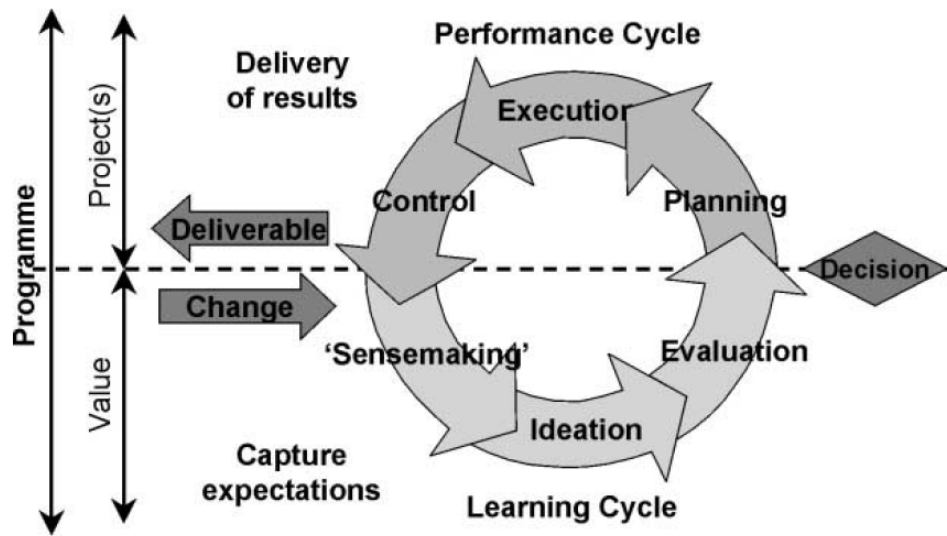 Performance Cycle
Delivery
of results
Execution
Project(s)
Control
Planning
Deliverable
Programme
Decision
Change
'Sensemaking'
Evaluation
Value
Ideation
Capture
expectations
Learning Cycle